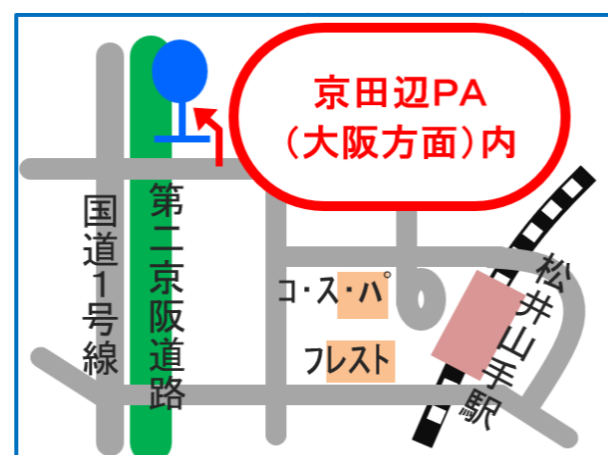 京田辺PA
(大阪方面)内
国道1号線
第二京阪道路
コ・ス・パ
フレスト
松井山手駅